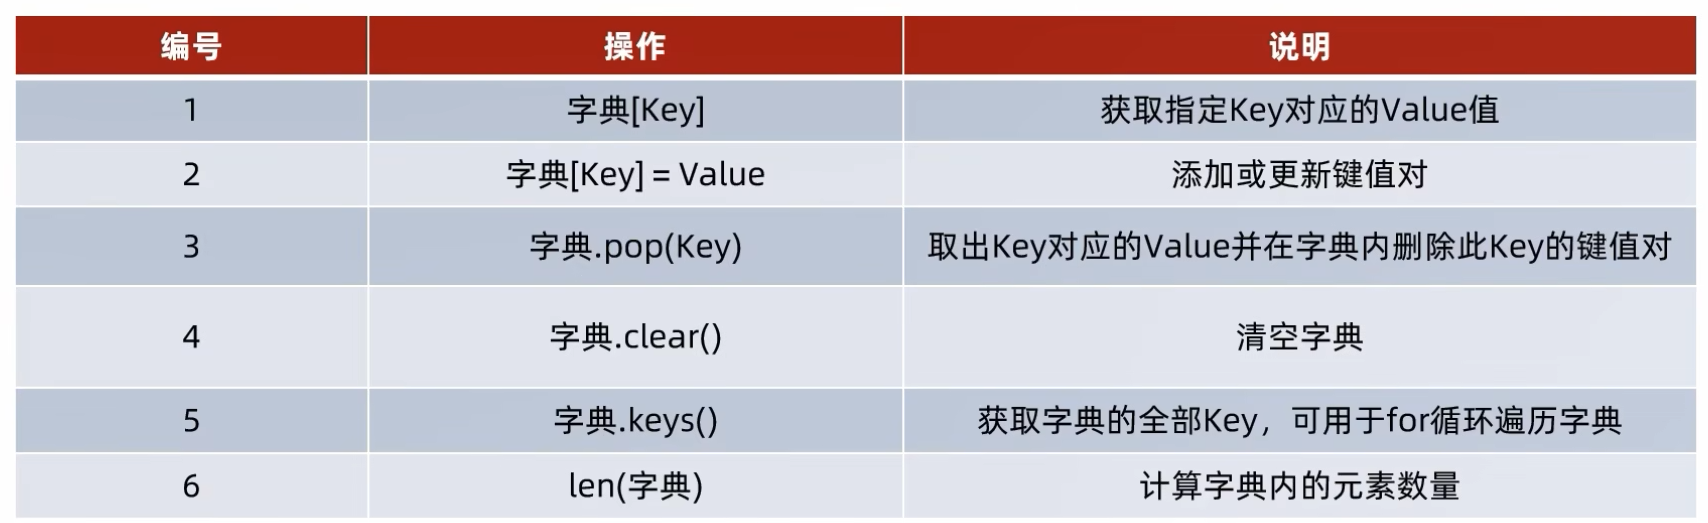 编号 操作 说明
1 字典[Key] 获取指定Key对应的Value值
2 字典[Key] = Value 添加或更新键值对
3 字典.pop(Key) 取出Key对应的Value并在字典内删除此Key的键值对
4 字典.clear() 清空字典
5 字典.keys() 获取字典的全部Key，可用于for循环遍历字典
6 len(字典) 计算字典内的元素数量